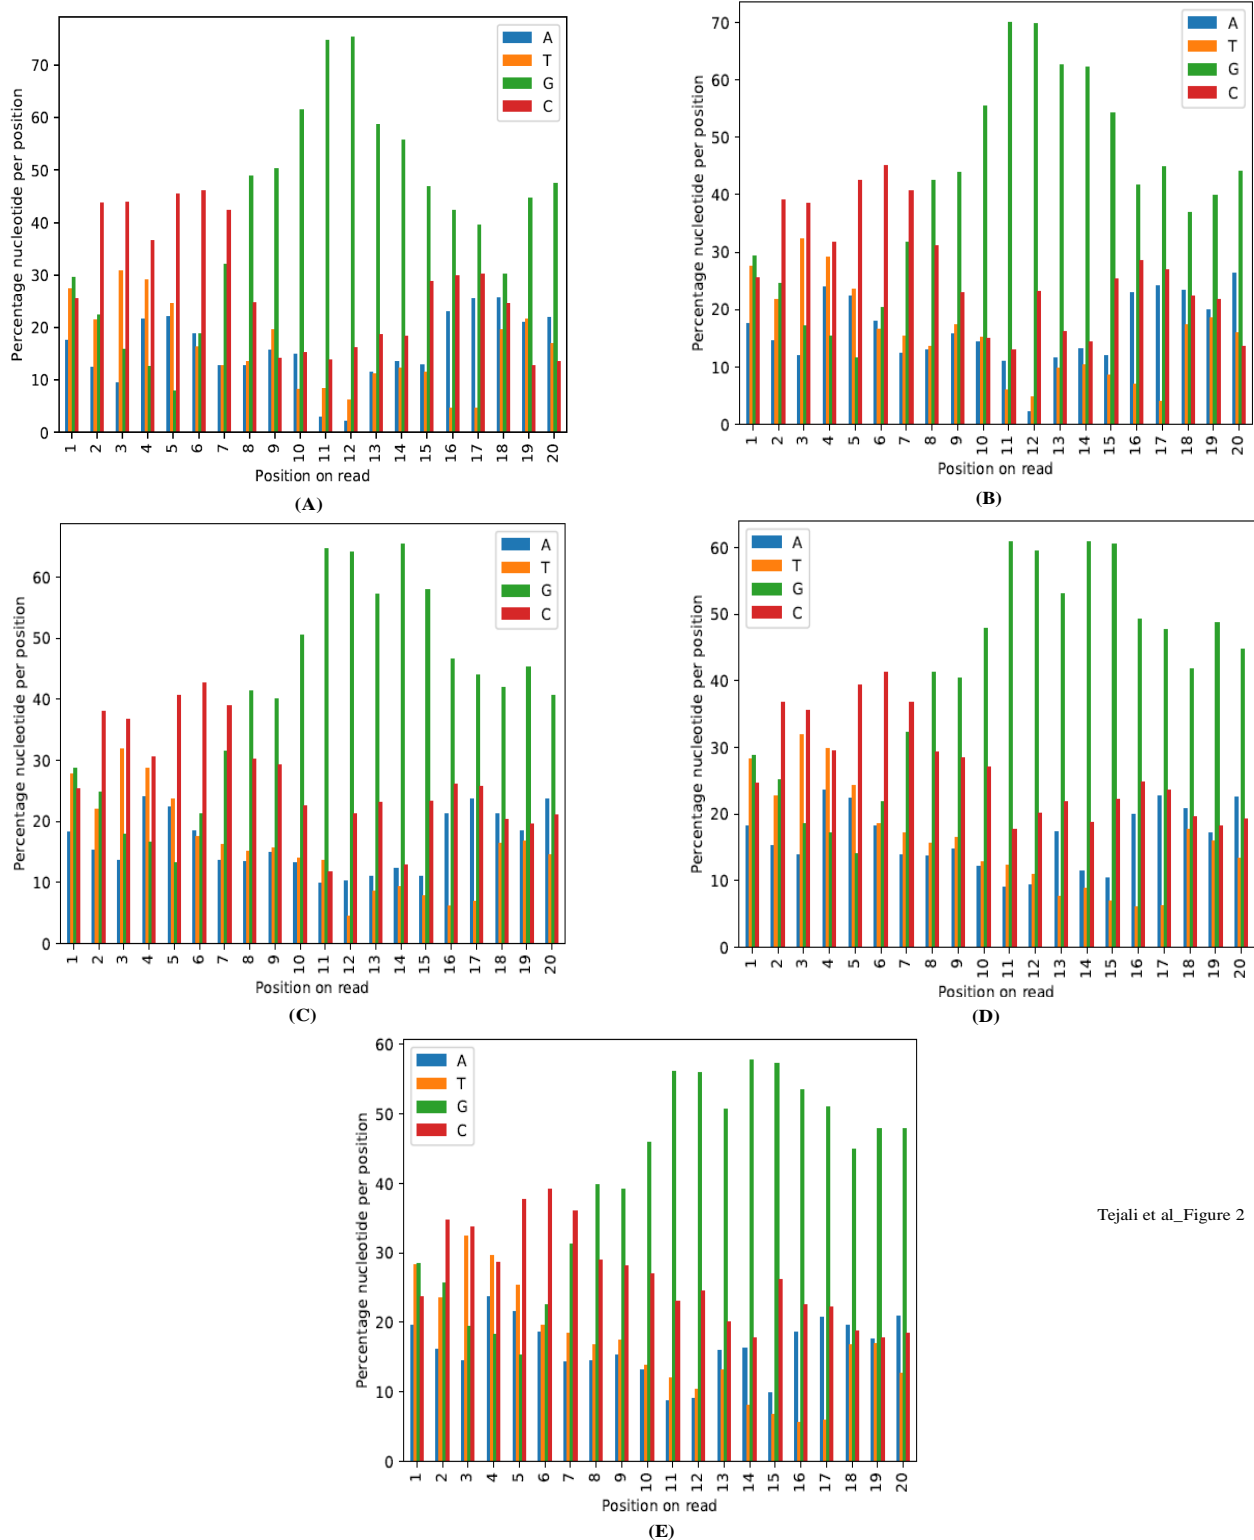 Percentage nucleotide per position
70
60
50
40
30
20
10
0
A
T
G
C
1 2 3 4 5 6 7 8 9 10 11 12 13 14 15 16 17 18 19 20
Position on read
(A)
Percentage nucleotide per position
70
60
50
40
30
20
10
0
A
T
G
C
1 2 3 4 5 6 7 8 9 10 11 12 13 14 15 16 17 18 19 20
Position on read
(B)
Percentage nucleotide per position
60
50
40
30
20
10
0
A
T
G
C
1 2 3 4 5 6 7 8 9 10 11 12 13 14 15 16 17 18 19 20
Position on read
(C)
Percentage nucleotide per position
60
50
40
30
20
10
0
A
T
G
C
1 2 3 4 5 6 7 8 9 10 11 12 13 14 15 16 17 18 19 20
Position on read
(D)
Percentage nucleotide per position
60
50
40
30
20
10
0
A
T
G
C
1 2 3 4 5 6 7 8 9 10 11 12 13 14 15 16 17 18 19 20
Position on read
(E)
Tejali et al_Figure 2